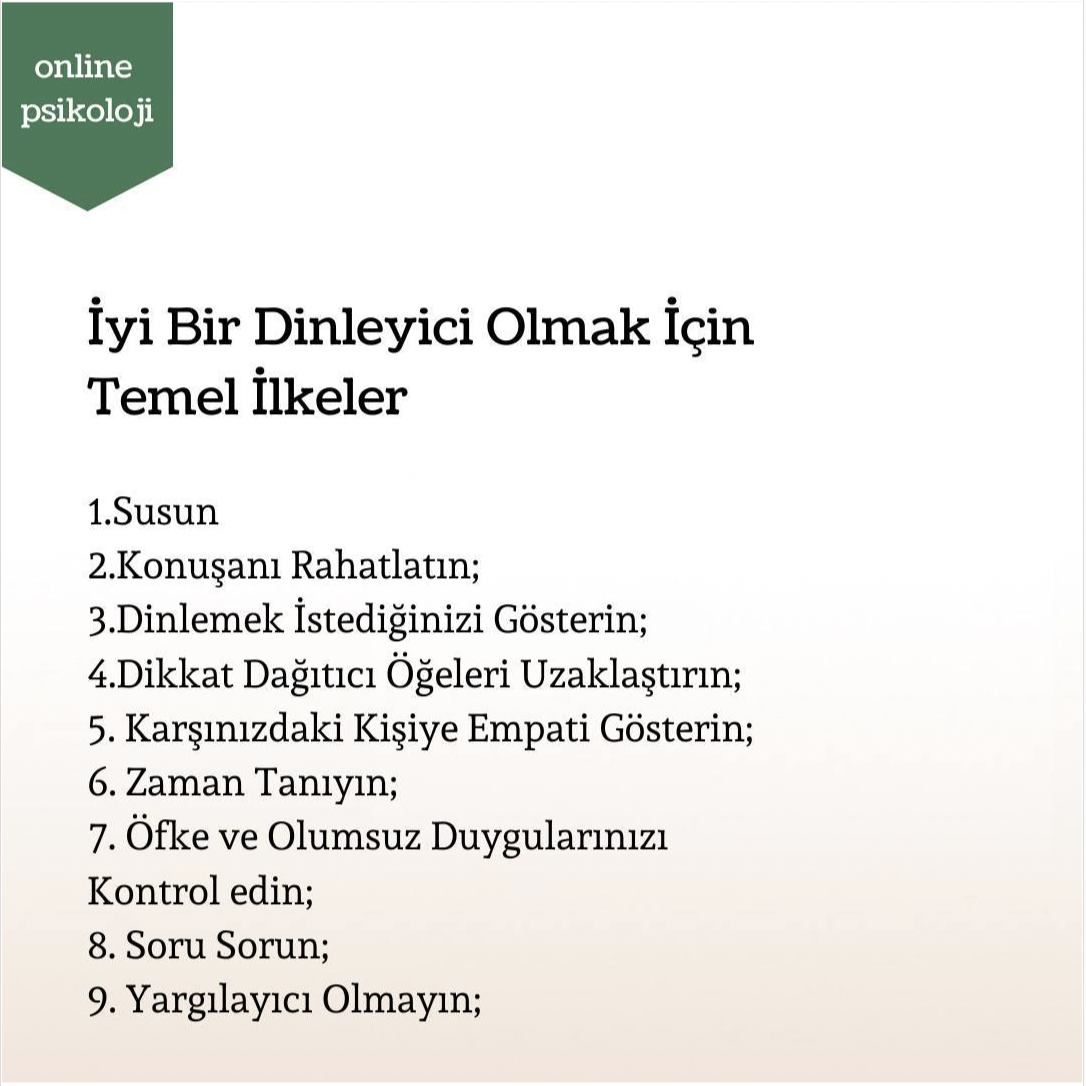 online
psikoloji
İyi Bir Dinleyici Olmak İçin
Temel İlkeler
1.Susun
2.Konuşanı Rahatlatın;
3.Dinlemek İstediğinizi Gösterin;
4.Dikkat Dağıtıcı Öğeleri Uzaklaştırın;
5. Karşınızdaki Kişiye Empati Gösterin;
6. Zaman Tanıyın;
7. Öfke ve Olumsuz Duygularınızı
Kontrol edin;
8. Soru Sorun;
9. Yargılayıcı Olmayın;